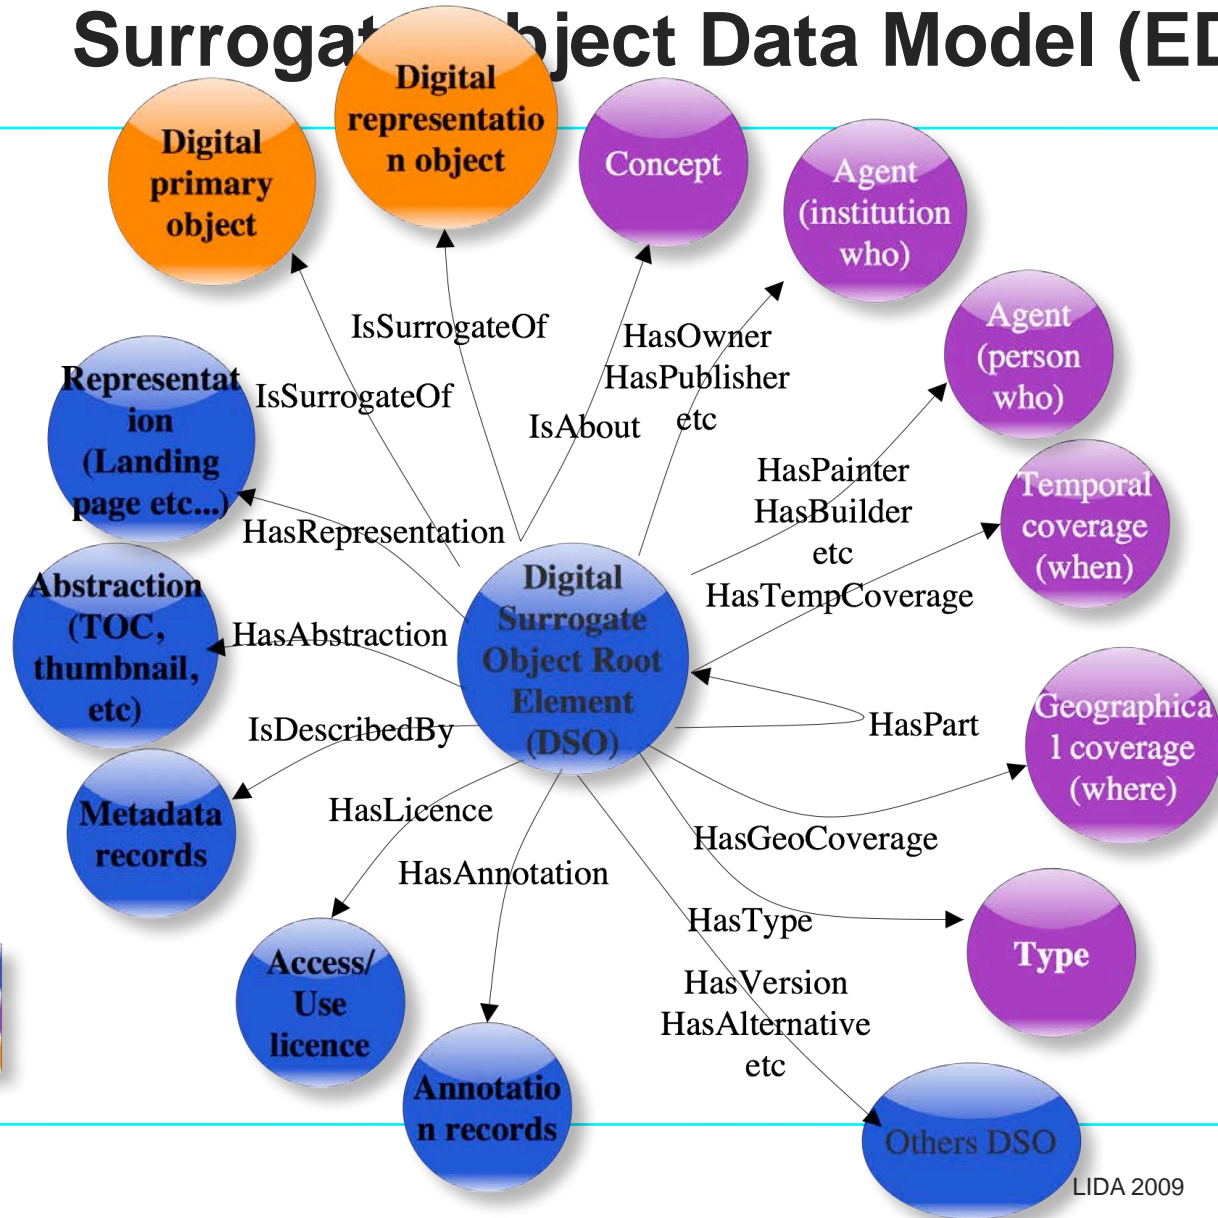 Surrogat bject Data Model (ED
Digital
representatio
n object
Digital
primary
object
Concept
Agent
(institution
who)
Agent
(person
who)
IsSurrogateOf
HasOwner
HasPublisher
etc
IsSurrogateOf
IsAbout
Representat
ion
(Landing
page etc...)
HasPainter
HasBuilder
etc
Temporal
coverage
(when)
HasRepresentation
Digital
Surrogate
Object Root
Element
(DSO)
HasTempCoverage
Abstraction
(TOC,
thumbnail,
etc)
HasAbstraction
IsDescribedBy
HasPart
Geographica
l coverage
(where)
Metadata
records
HasLicence
HasGeoCoverage
HasAnnotation
HasType
Type
Access/
Use
licence
HasVersion
HasAlternative
etc
Annotatio
n records
Others DSO
LIDA 2009